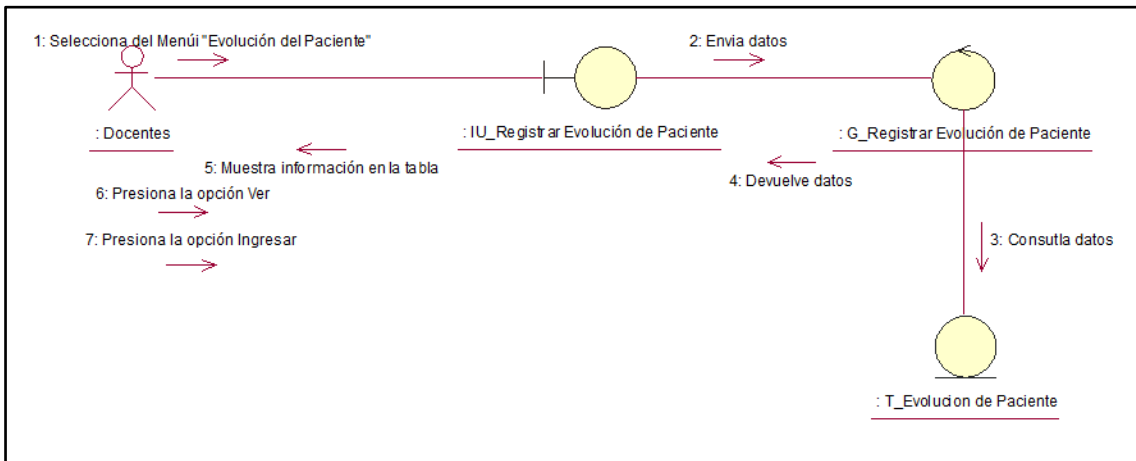 1: Selecciona del Menúi "Evolución del Paciente"
2: Envia datos
: Docentes
: IU_Registrar Evolución de Paciente
: G_Registrar Evolución de Paciente
5: Muestra información en la tabla
4: Devuelve datos
6: Presiona la opción Ver
7: Presiona la opción Ingresar
3: Consutla datos
: T_Evolucion de Paciente